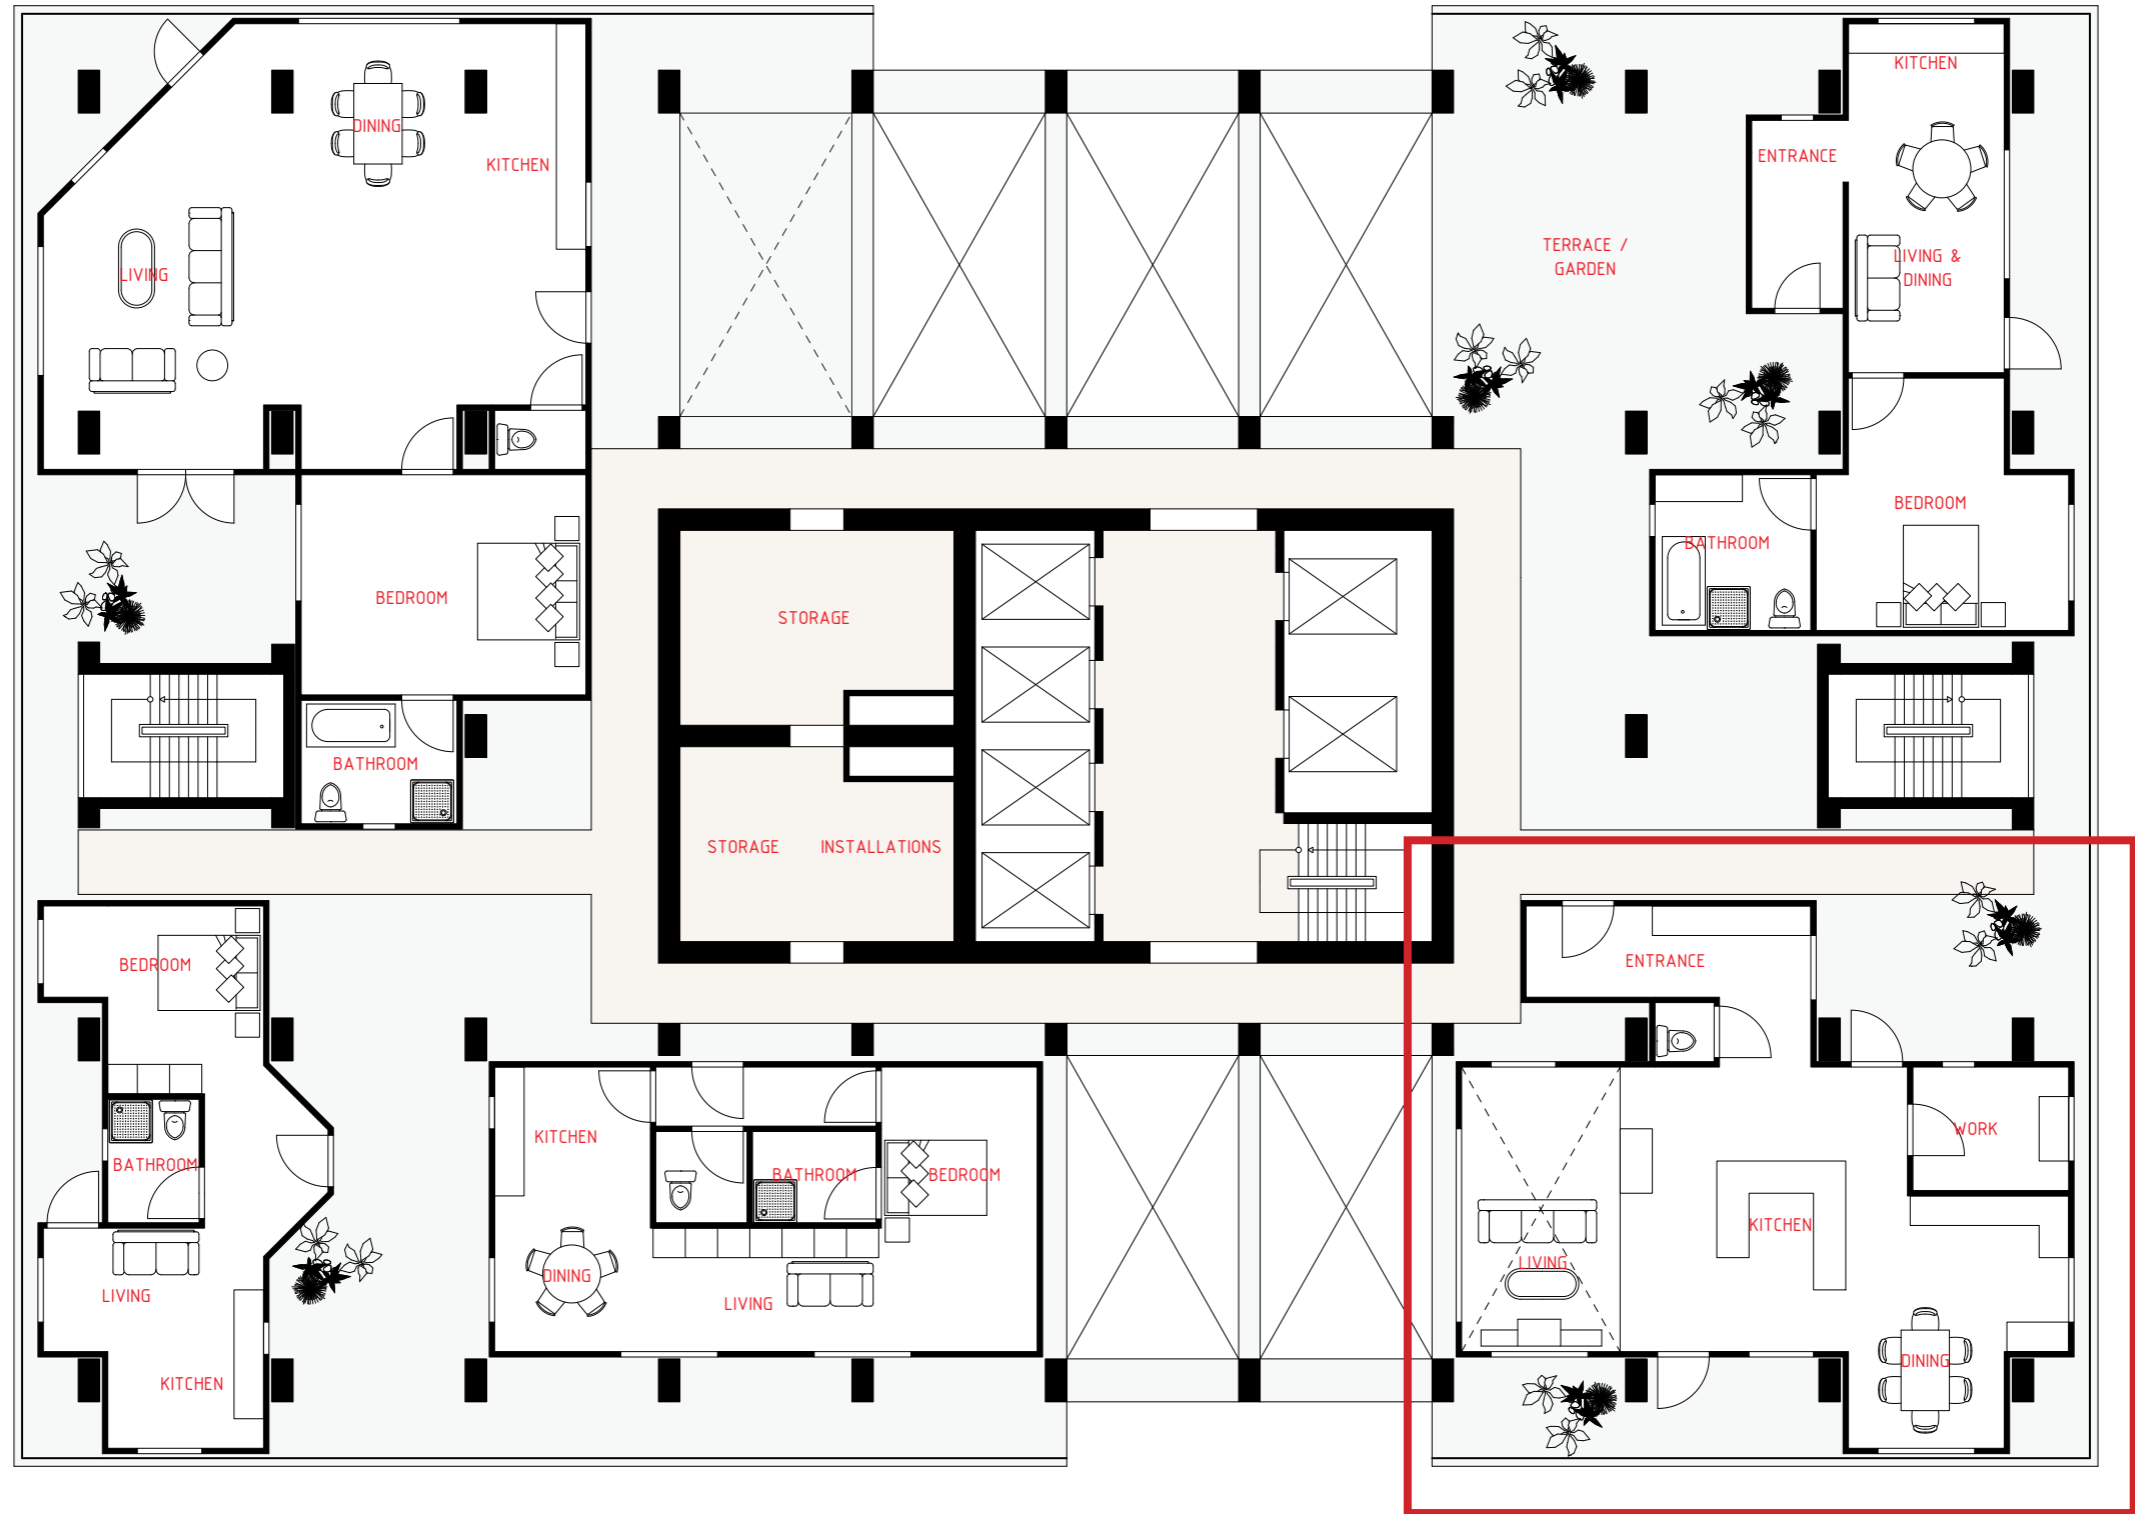 KITCHEN
DINING
ENTRANCE
KITCHEN
TERRACE /
GARDEN
LIVING &
DINING
LIVING
BEDROOM
BATHROOM
BEDROOM
STORAGE
BATHROOM
STORAGE
INSTALLATIONS
BEDROOM
ENTRANCE
KITCHEN
WORK
BATHROOM
BATHROOM
BEDROOM
KITCHEN
LIVING
DINING
LIVING
LIVING
DINING
KITCHEN